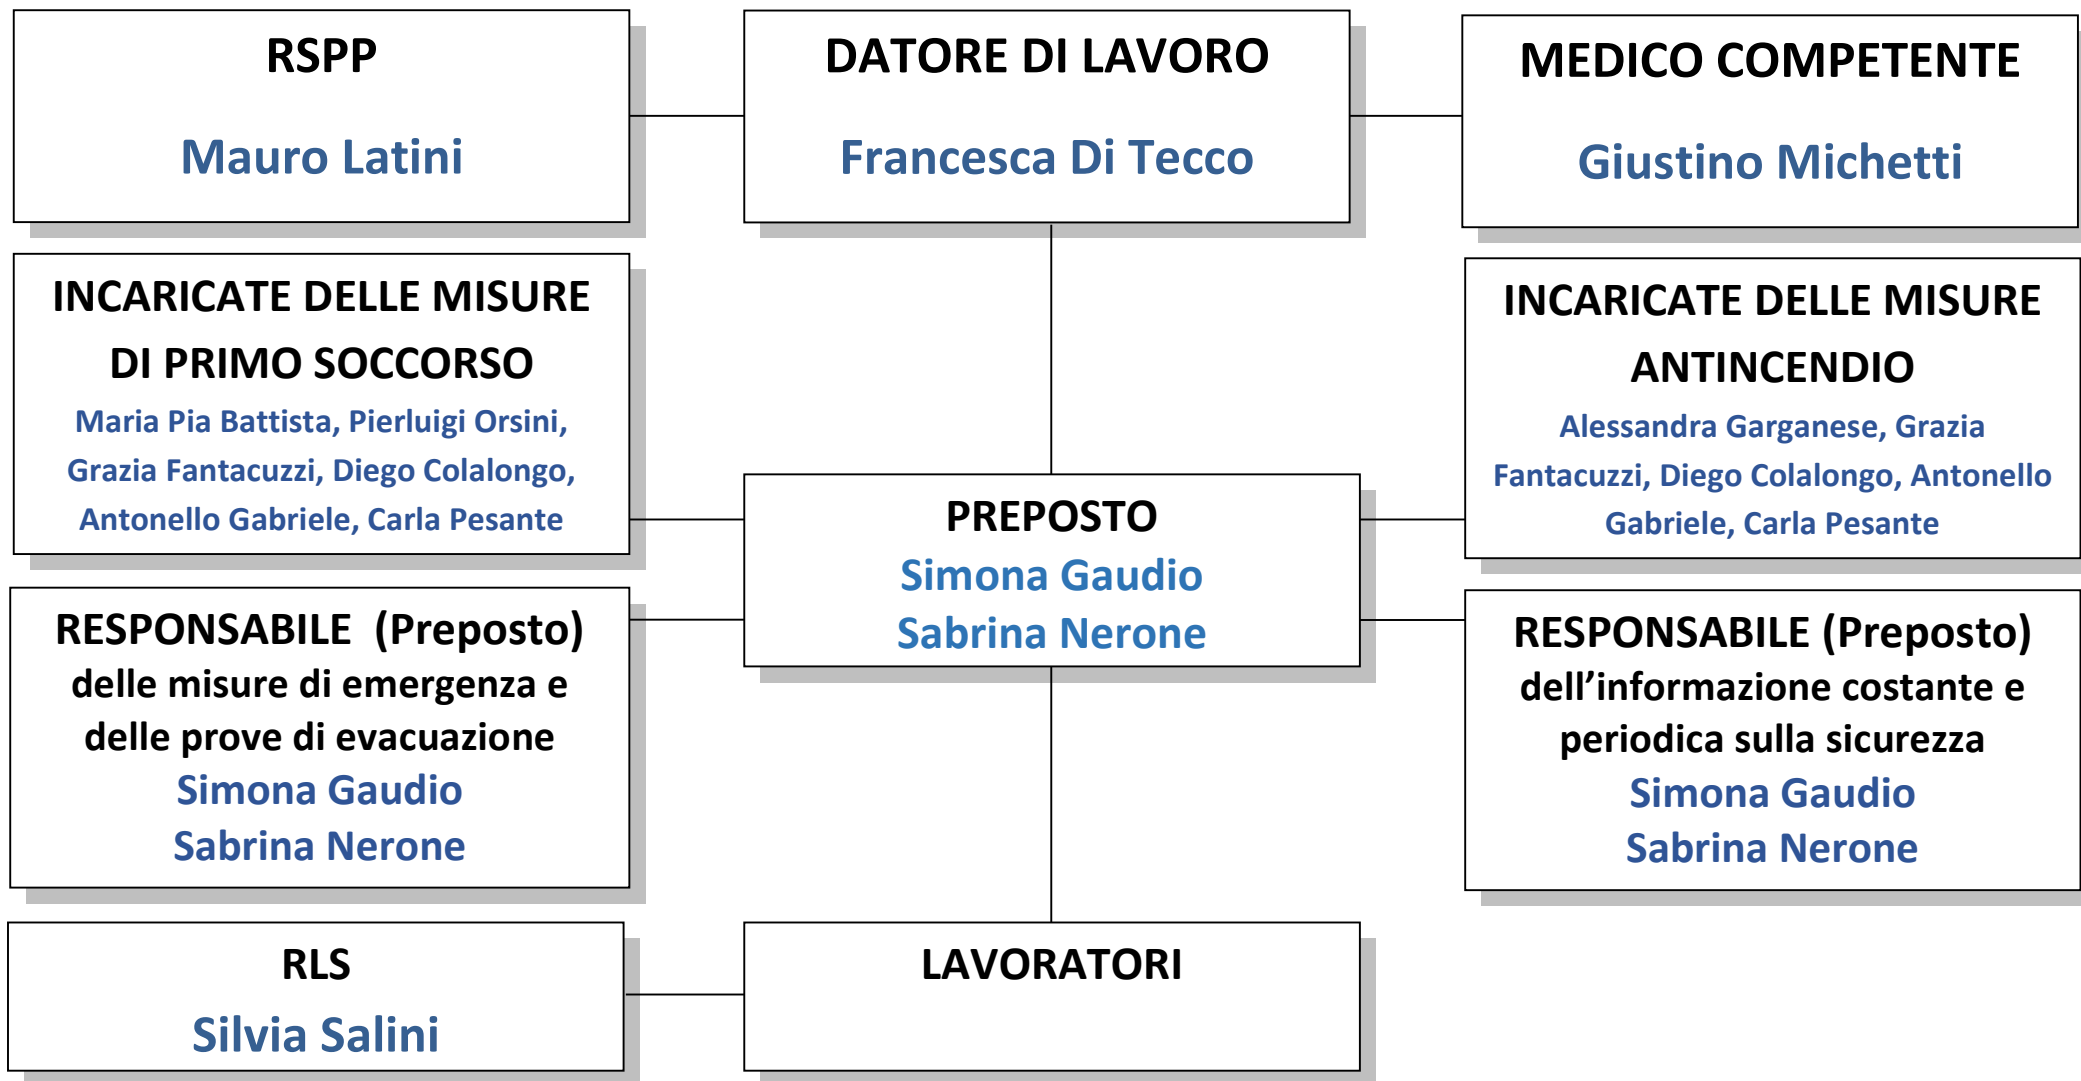 RSPP
Mauro Latini
DATORE DI LAVORO
Francesca Di Tecco
MEDICO COMPETENTE
Giustino Michetti
INCARICATE DELLE MISURE
DI PRIMO SOCCORSO
Maria Pia Battista, Pierluigi Orsini,
Grazia Fantacuzzi, Diego Colalongo,
Antonello Gabriele, Carla Pesante
INCARICATE DELLE MISURE
ANTINCENDIO
Alessandra Garganese, Grazia
Fantacuzzi, Diego Colalongo, Antonello
Gabriele, Carla Pesante
PREPOSTO
Simona Gaudio
Sabrina Nerone
RESPONSABILE  (Preposto)
delle misure di emergenza e
delle prove di evacuazione
Simona Gaudio
Sabrina Nerone
RESPONSABILE (Preposto)
dell’informazione costante e
periodica sulla sicurezza
Simona Gaudio
Sabrina Nerone
RLS
Silvia Salini
LAVORATORI